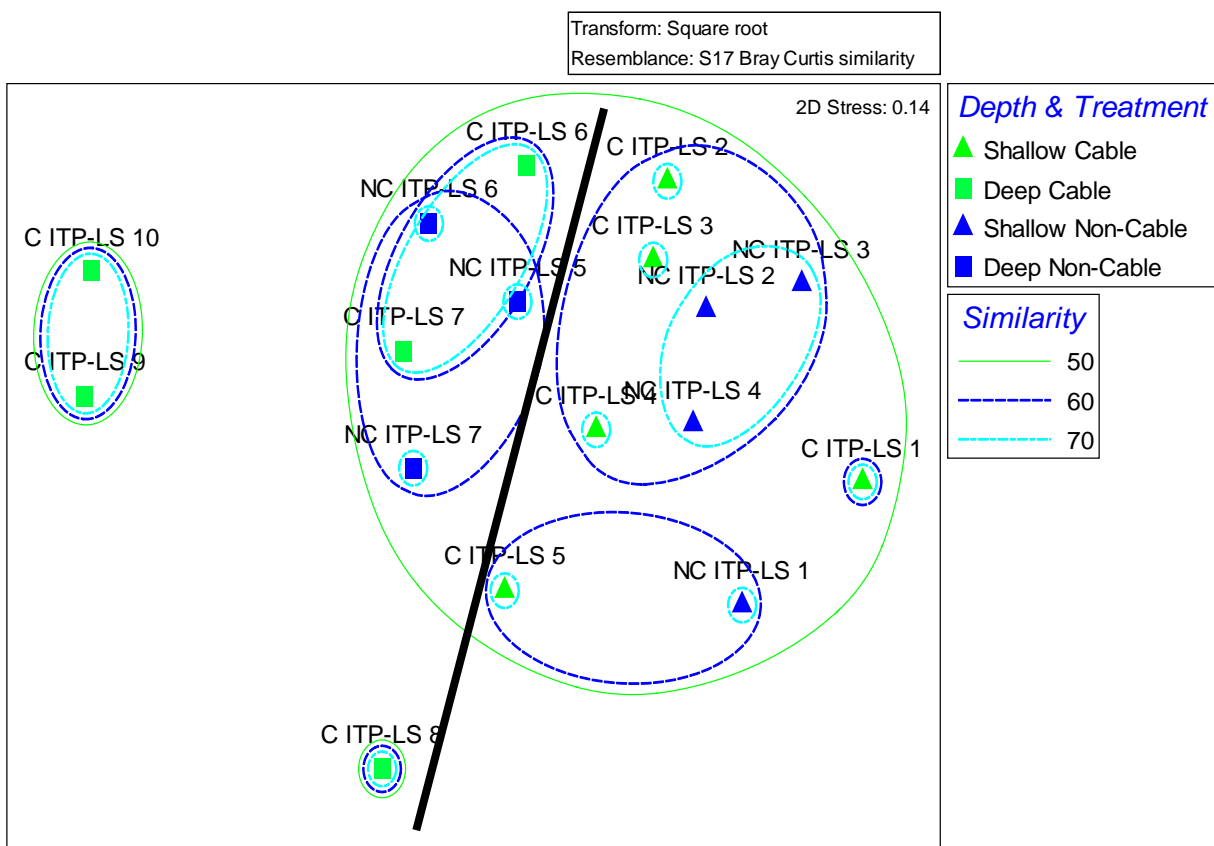 Transform: Square root
Resemblance: S17 Bray Curtis similarity
2D Stress: 0.14
C ITP-LS 6
C ITP-LS 2
NC ITP-LS 6
C ITP-LS 3
NC ITP-LS 3
C ITP-LS 10
NC ITP-LS 5
NC ITP-LS 2
C ITP-LS 7
C ITP-LS 9
C ITP-LS 4
NC ITP-LS 4
NC ITP-LS 7
C ITP-LS 1
C ITP-LS 5
NC ITP-LS 1
C ITP-LS 8
Depth & Treatment
Shallow Cable
Deep Cable
Shallow Non-Cable
Deep Non-Cable
Similarity
50
60
70